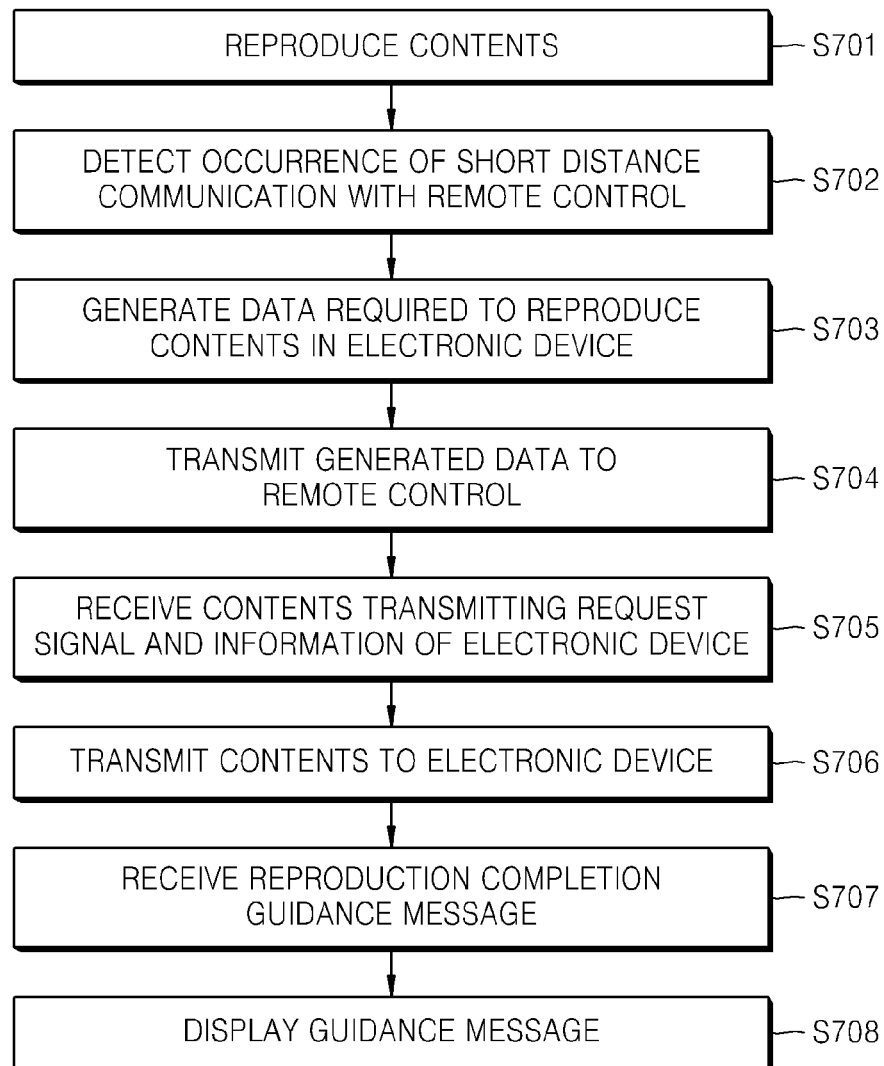 REPRODUCE CONTENTS
S701
DETECT OCCURRENCE OF SHORT DISTANCE
COMMUNICATION WITH REMOTE CONTROL
S702
GENERATE DATA REQUIRED TO REPRODUCE
CONTENTS IN ELECTRONIC DEVICE
S703
TRANSMIT GENERATED DATA TO
REMOTE CONTROL
S704
RECEIVE CONTENTS TRANSMITTING REQUEST
SIGNAL AND INFORMATION OF ELECTRONIC DEVICE
S705
TRANSMIT CONTENTS TO ELECTRONIC DEVICE
S706
RECEIVE REPRODUCTION COMPLETION
GUIDANCE MESSAGE
S707
DISPLAY GUIDANCE MESSAGE
S708